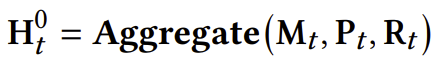 H_t^0 = Aggregate(M_t, P_t, R_t)